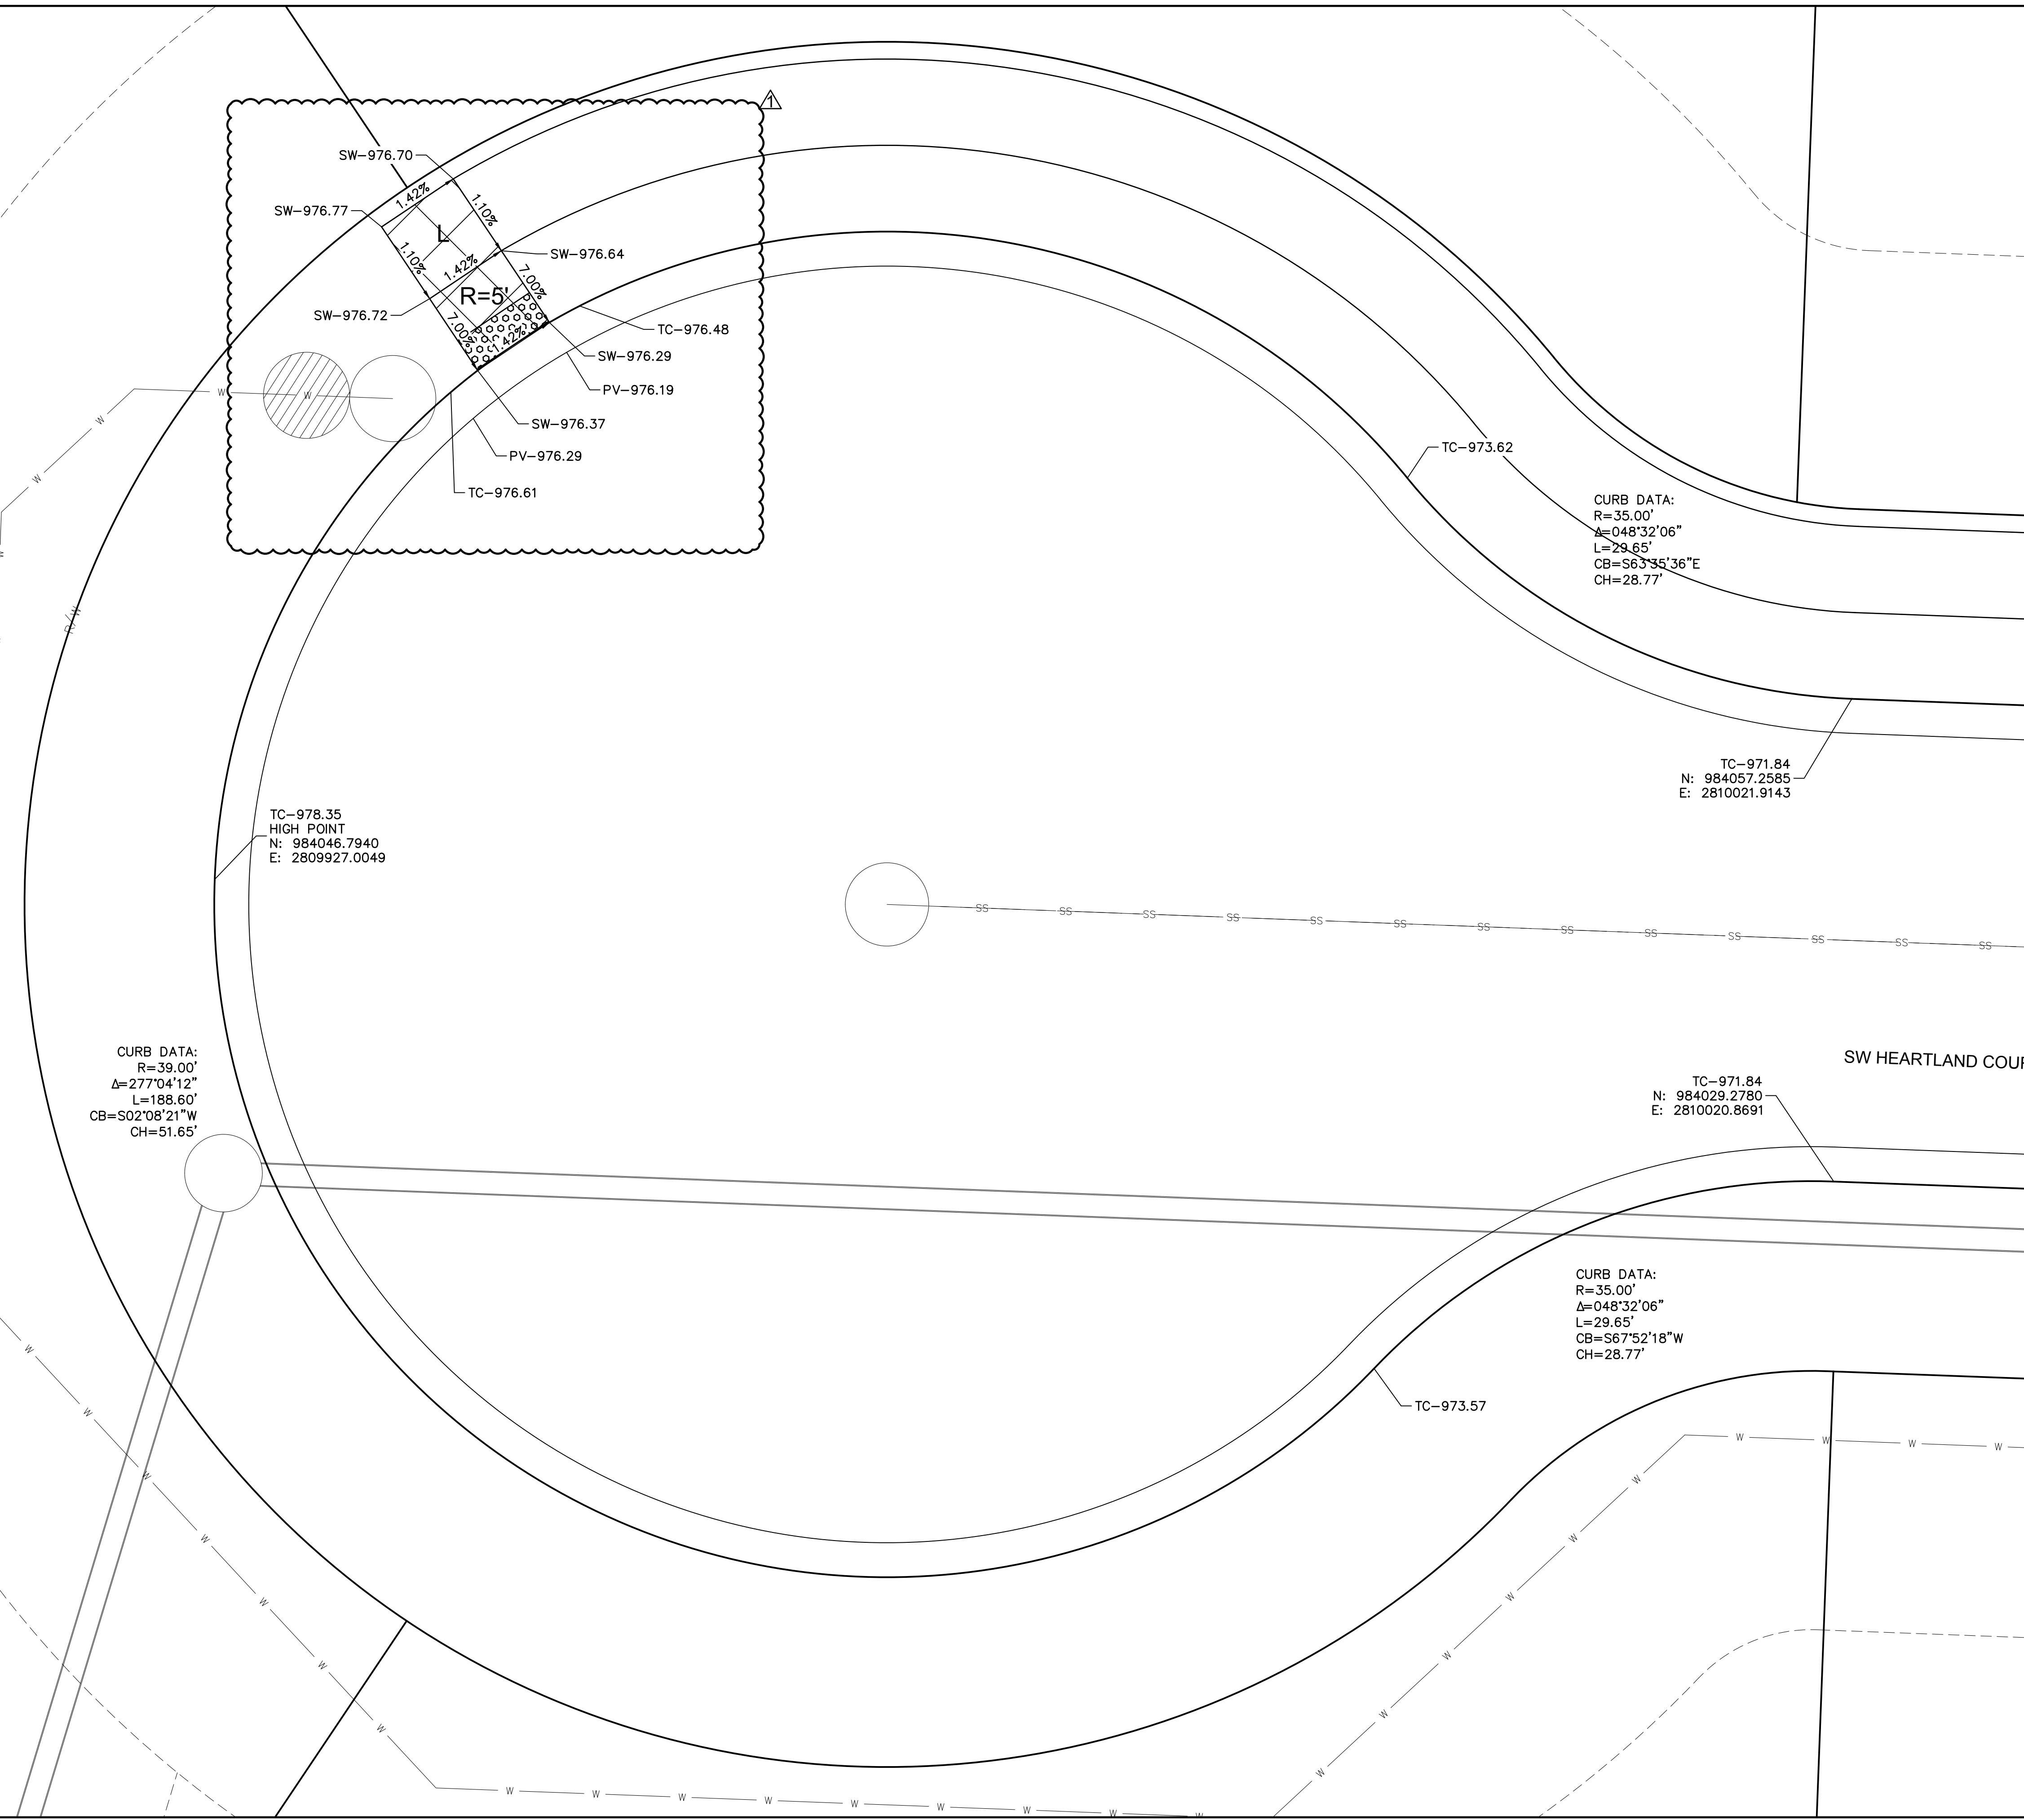 1
SW-976.70
1.42%
SW-976.77
1.10%
L
1.10%
SW-976.64
1.42%
7.00%
R=5'
SW-976.72
7.00%
1.42%
TC-976.48
SW-976.29
PV-976.19
SW-976.37
PV-976.29
TC-976.61
TC-973.62
CURB DATA:
R=35.00'
Δ=048°32'06"
L=29.65'
CB=S63°35'36"E
CH=28.77'
R/W
TC-971.84
N: 984057.2585
E: 2810021.9143
TC-978.35
HIGH POINT
N: 984046.7940
E: 2809927.0049
SS SS SS SS SS SS SS SS SS SS SS SS SS
CURB DATA:
R=39.00'
Δ=277°04'12"
L=188.60'
CB=S02°08'21"W
CH=51.65'
SW HEARTLAND COUR
TC-971.84
N: 984029.2780
E: 2810020.8691
CURB DATA:
R=35.00'
Δ=048°32'06"
L=29.65'
CB=S67°52'18"W
CH=28.77'
TC-973.57
W W W W
W W W W W W W
W W W W W W W W W
W W W W W W
W W W W